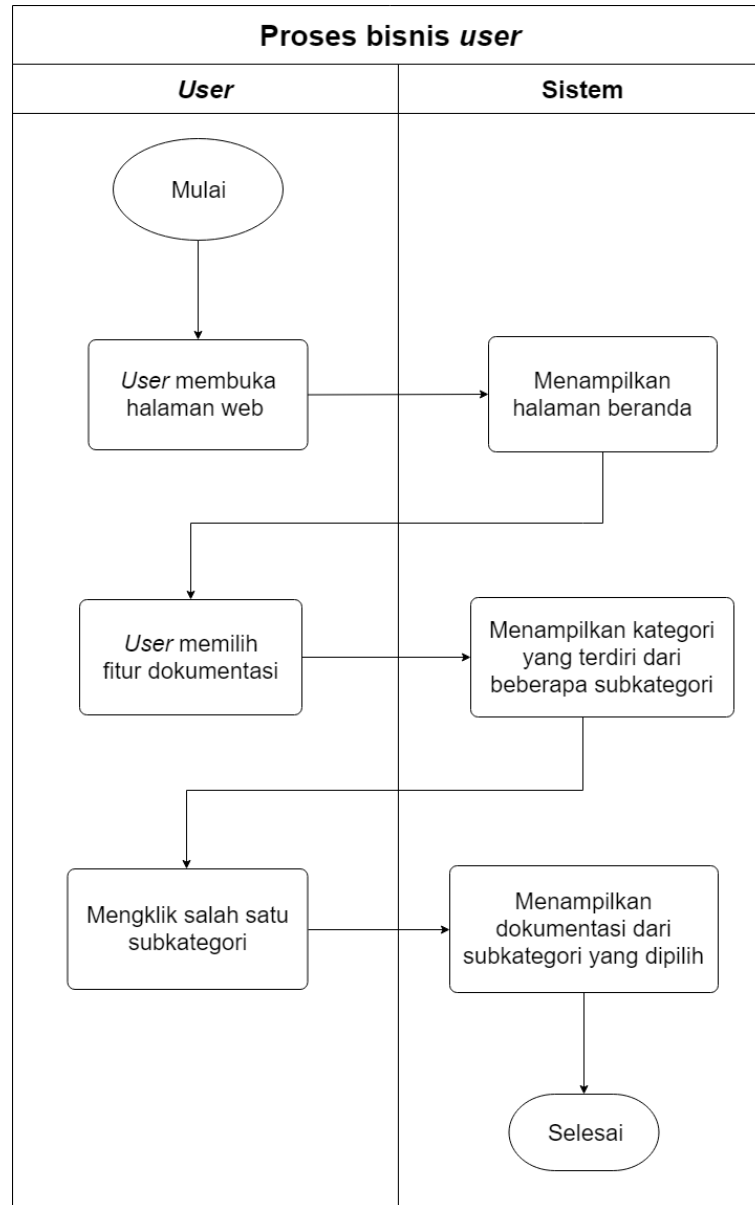 Proses bisnis user
User
Sistem
Mulai
User membuka
halaman web
Menampilkan
halaman beranda
User memilih
fitur dokumentasi
Menampilkan kategori
yang terdiri dari
beberapa subkategori
Mengklik salah satu
subkategori
Menampilkan
dokumentasi dari
subkategori yang dipilih
Selesai